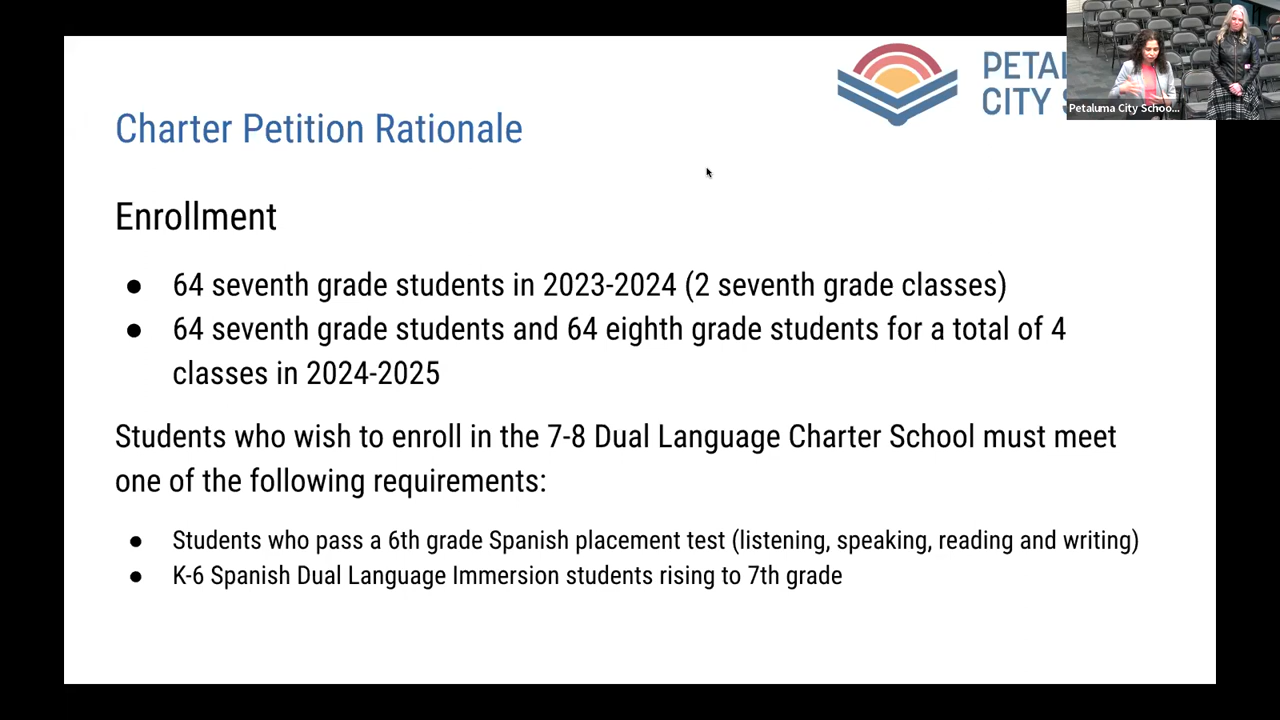 PETAL
CITY S
Petaluma City Schoo...
Charter Petition Rationale
Enrollment
● 64 seventh grade students in 2023-2024 (2 seventh grade classes)
● 64 seventh grade students and 64 eighth grade students for a total of 4
classes in 2024-2025
Students who wish to enroll in the 7-8 Dual Language Charter School must meet
one of the following requirements:
● Students who pass a 6th grade Spanish placement test (listening, speaking, reading and writing)
● K-6 Spanish Dual Language Immersion students rising to 7th grade